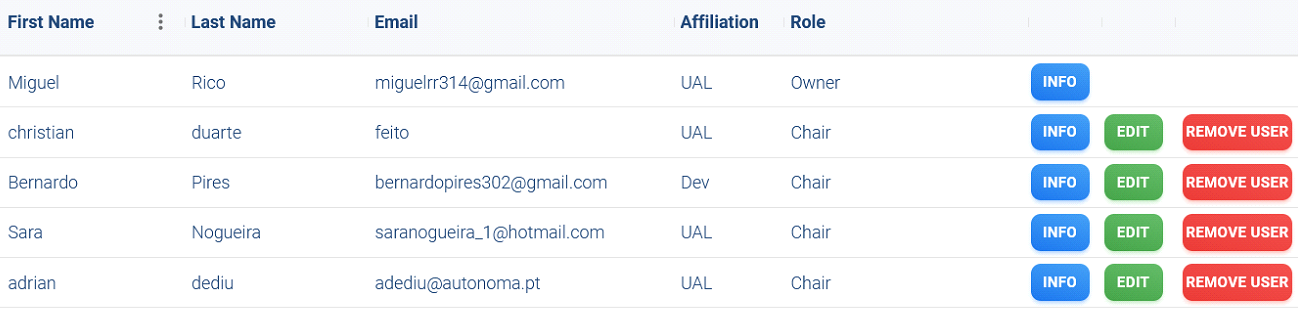 First Name Last Name Email Affiliation Role
Miguel Rico miguelrr314@gmail.com UAL Owner INFO
christian duarte feito UAL Chair INFO EDIT REMOVE USER
Bernardo Pires bernardopires302@gmail.com Dev Chair INFO EDIT REMOVE USER
Sara Nogueira saranogueira_1@hotmail.com UAL Chair INFO EDIT REMOVE USER
adrian dediu adediu@autonoma.pt UAL Chair INFO EDIT REMOVE USER